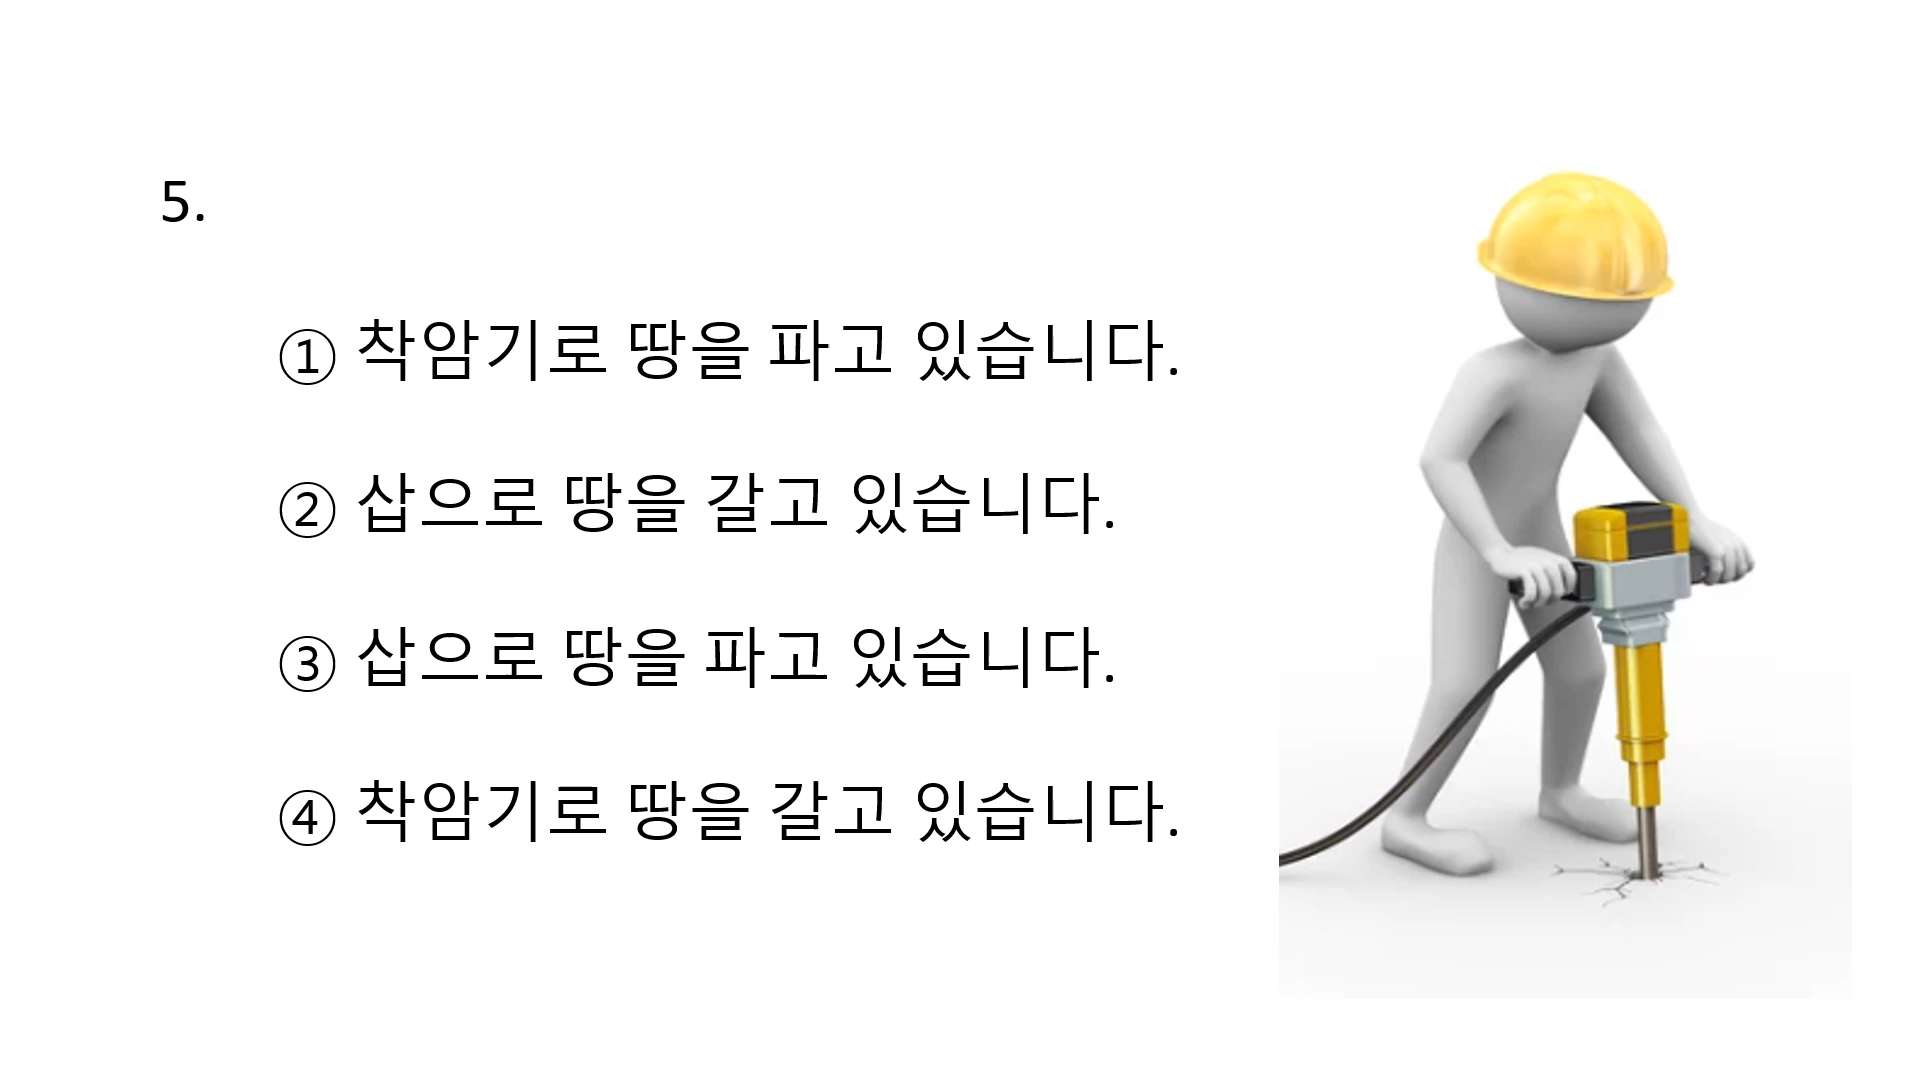 5.
① 착암기로 땅을 파고 있습니다.
② 삽으로 땅을 갈고 있습니다.
③ 삽으로 땅을 파고 있습니다.
④ 착암기로 땅을 갈고 있습니다.